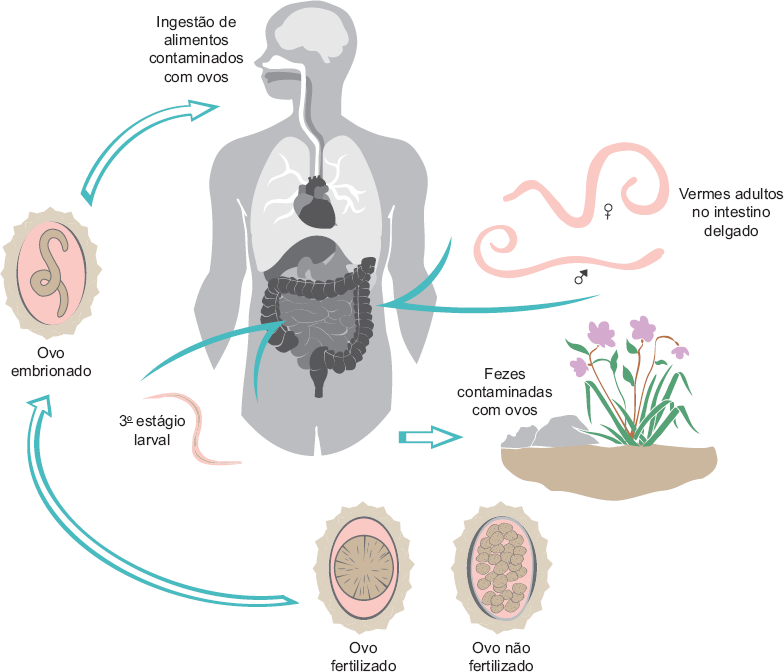 Ingestão de
alimentos
contaminados
com ovos
♀
Vermes adultos
no intestino
delgado
♂
Ovo
embrionado
3º estágio
larval
Fezes
contaminadas
com ovos
Ovo
fertilizado
Ovo não
fertilizado